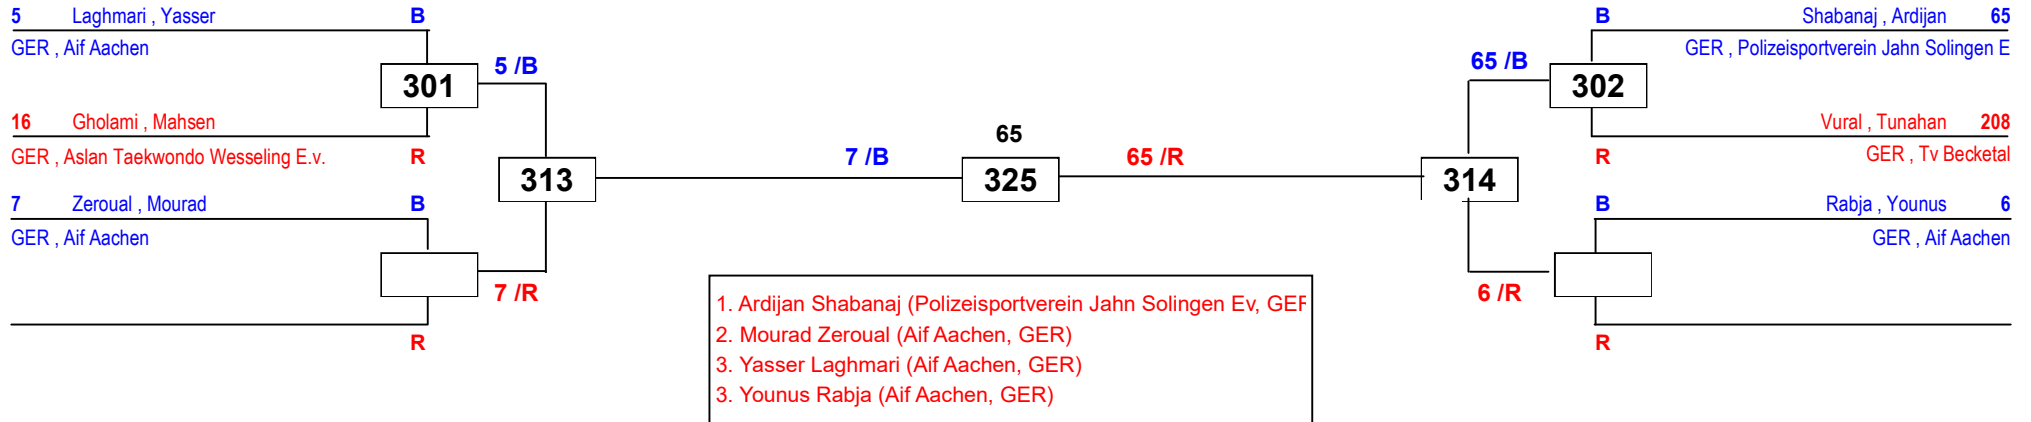 5 Laghmari , Yasser B
GER , Aif Aachen
301
5 /B
16 Gholami , Mahsen
GER , Aslan Taekwondo Wesseling E.v. R
313
7 Zeroual , Mourad B
GER , Aif Aachen
7 /R
R
7 /B
65
325
65 /R
B Shabanaj , Ardijan 65
GER , Polizeisportverein Jahn Solingen E
65 /B
302
Vural , Tunahan 208
R GER , Tv Becketal
314
B Rabja , Younus 6
GER , Aif Aachen
6 /R
R
1. Ardijan Shabanaj (Polizeisportverein Jahn Solingen Ev, GER
2. Mourad Zeroual (Aif Aachen, GER)
3. Yasser Laghmari (Aif Aachen, GER)
3. Younus Rabja (Aif Aachen, GER)